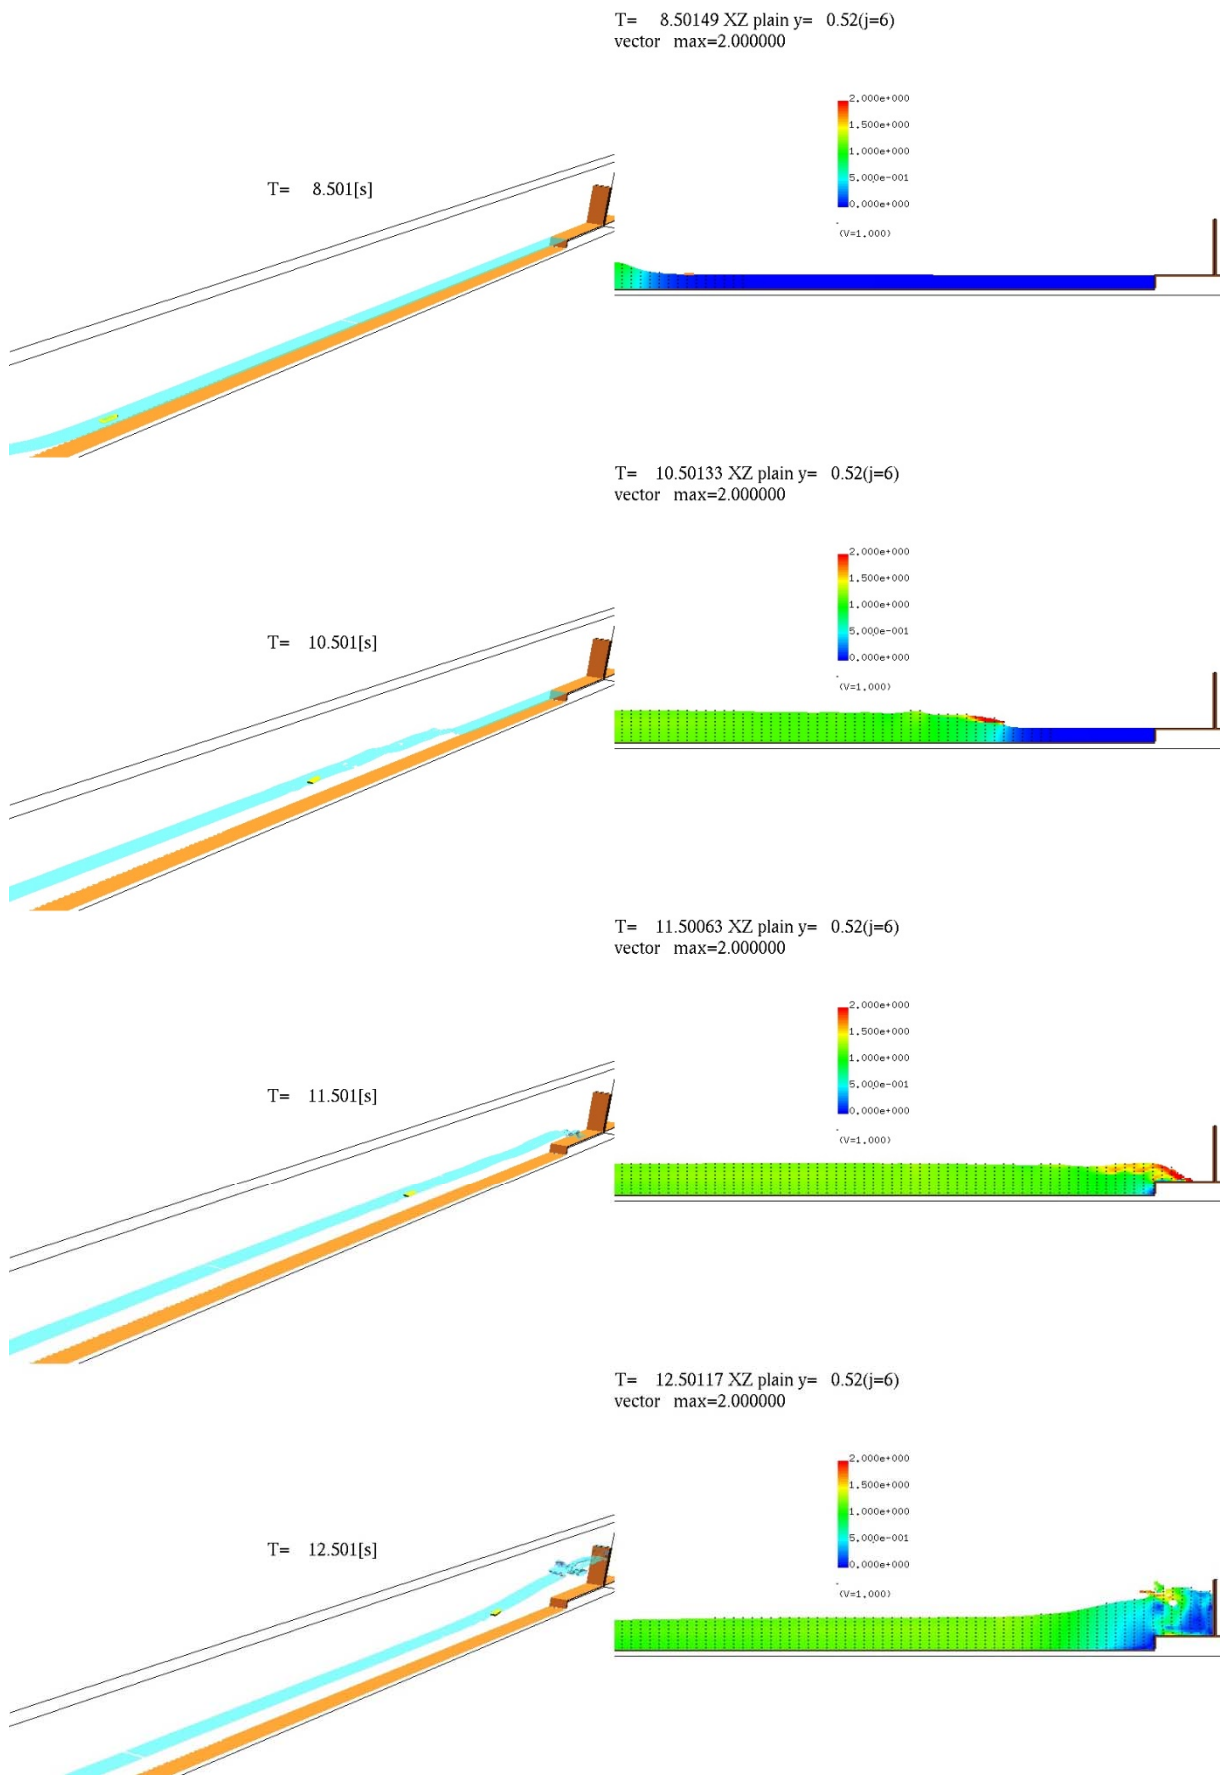 T= 8.50149 XZ plain y= 0.52(j=6)
vector max=2.000000
2.000e+000
1.500e+000
1.000e+000
5.000e-001
0.000e+000
(V=1.000)
T= 8.501[s]
T= 10.50133 XZ plain y= 0.52(j=6)
vector max=2.000000
2.000e+000
1.500e+000
1.000e+000
5.000e-001
0.000e+000
(V=1.000)
T= 10.501[s]
T= 11.50063 XZ plain y= 0.52(j=6)
vector max=2.000000
2.000e+000
1.500e+000
1.000e+000
5.000e-001
0.000e+000
(V=1.000)
T= 11.501[s]
T= 12.50117 XZ plain y= 0.52(j=6)
vector max=2.000000
2.000e+000
1.500e+000
1.000e+000
5.000e-001
0.000e+000
(V=1.000)
T= 12.501[s]